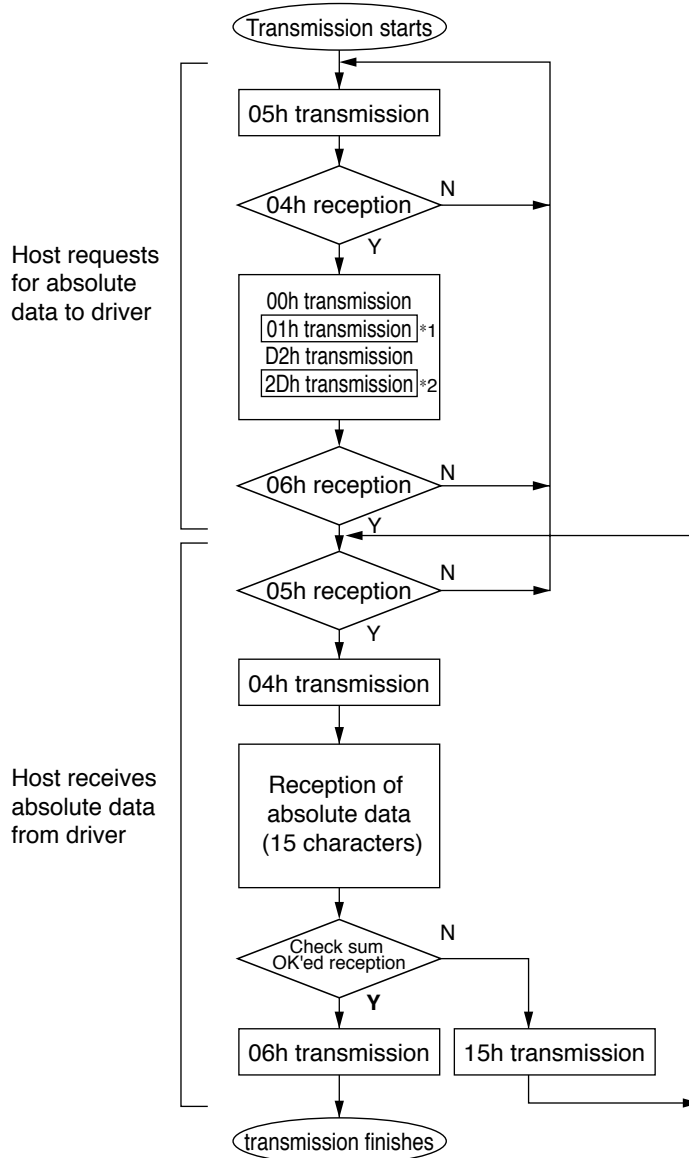 Transmission starts
05h transmission
04h reception
N
Y
Host requests
for absolute
data to driver
00h transmission
01h transmission *1
D2h transmission
2Dh transmission *2
06h reception
N
Y
05h reception
N
Y
04h transmission
Host receives
absolute data
from driver
Reception of
absolute data
(15 characters)
Check sum
OK'ed reception
N
Y
06h transmission
15h transmission
transmission finishes